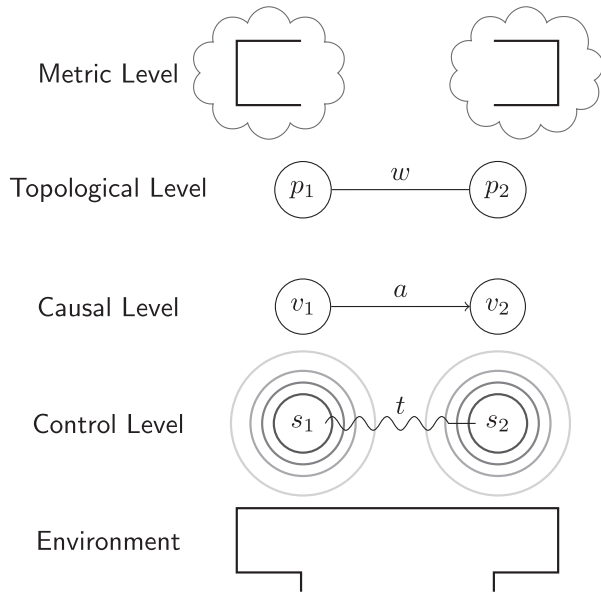 Metric Level
Topological Level p₁ w p₂
Causal Level v₁ a v₂
Control Level s₁ t s₂
Environment